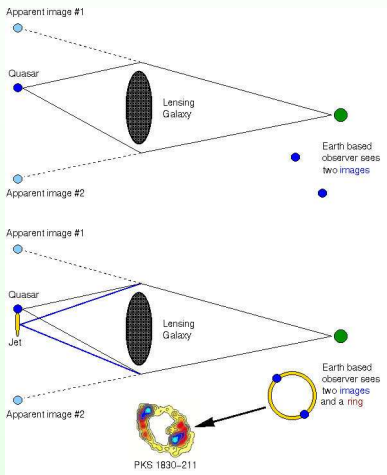 Apparent image #1
Quasar
Lensing
Galaxy
Earth based
observer sees
two images
Apparent image #2
Apparent image #1
Quasar
Jet
Lensing
Galaxy
Earth based
observer sees
two images
and a ring
Apparent image #2
PKS 1830-211